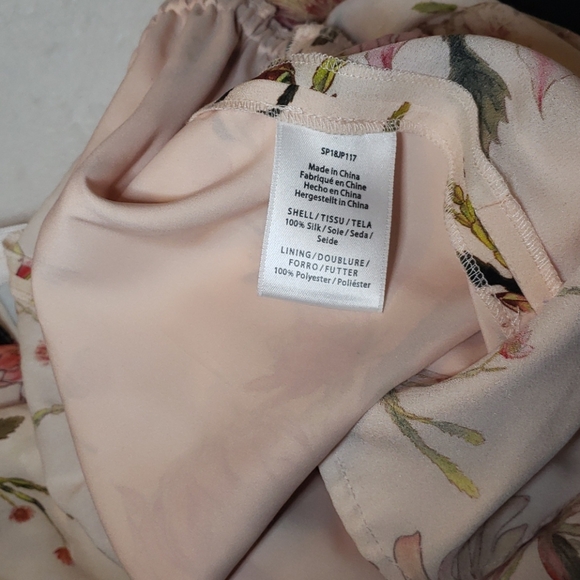 SP18JP117
Made in China
Fabriqué en Chine
Hecho en China
Hergestellt in China
SHELL/TISSU/TELA
100% Silk/Soie/Seda/
Seide
LINING/DOUBLURE/
FORRO/FUTTER
100% Polyester/Poliéster